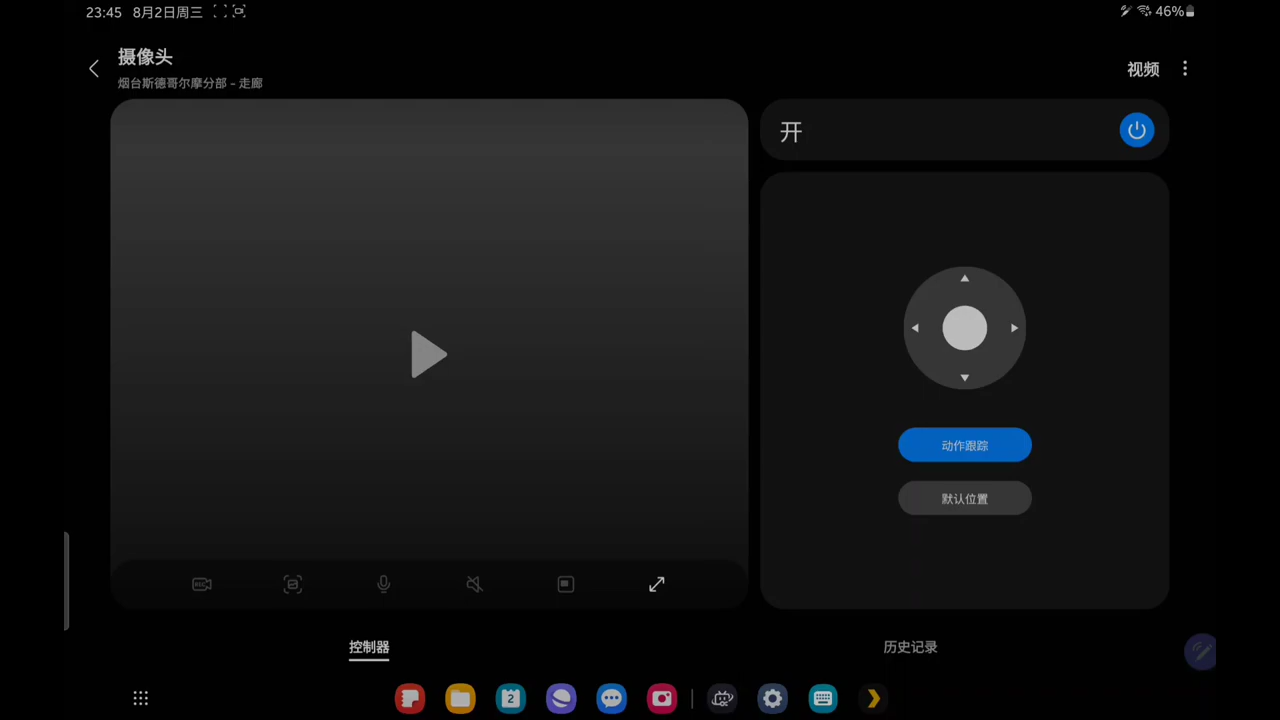 23:45 8月2日周三
46%
摄像头
烟台斯德哥尔摩分部 – 走廊
视频
开
动作跟踪
默认位置
REC
控制器
历史记录
2